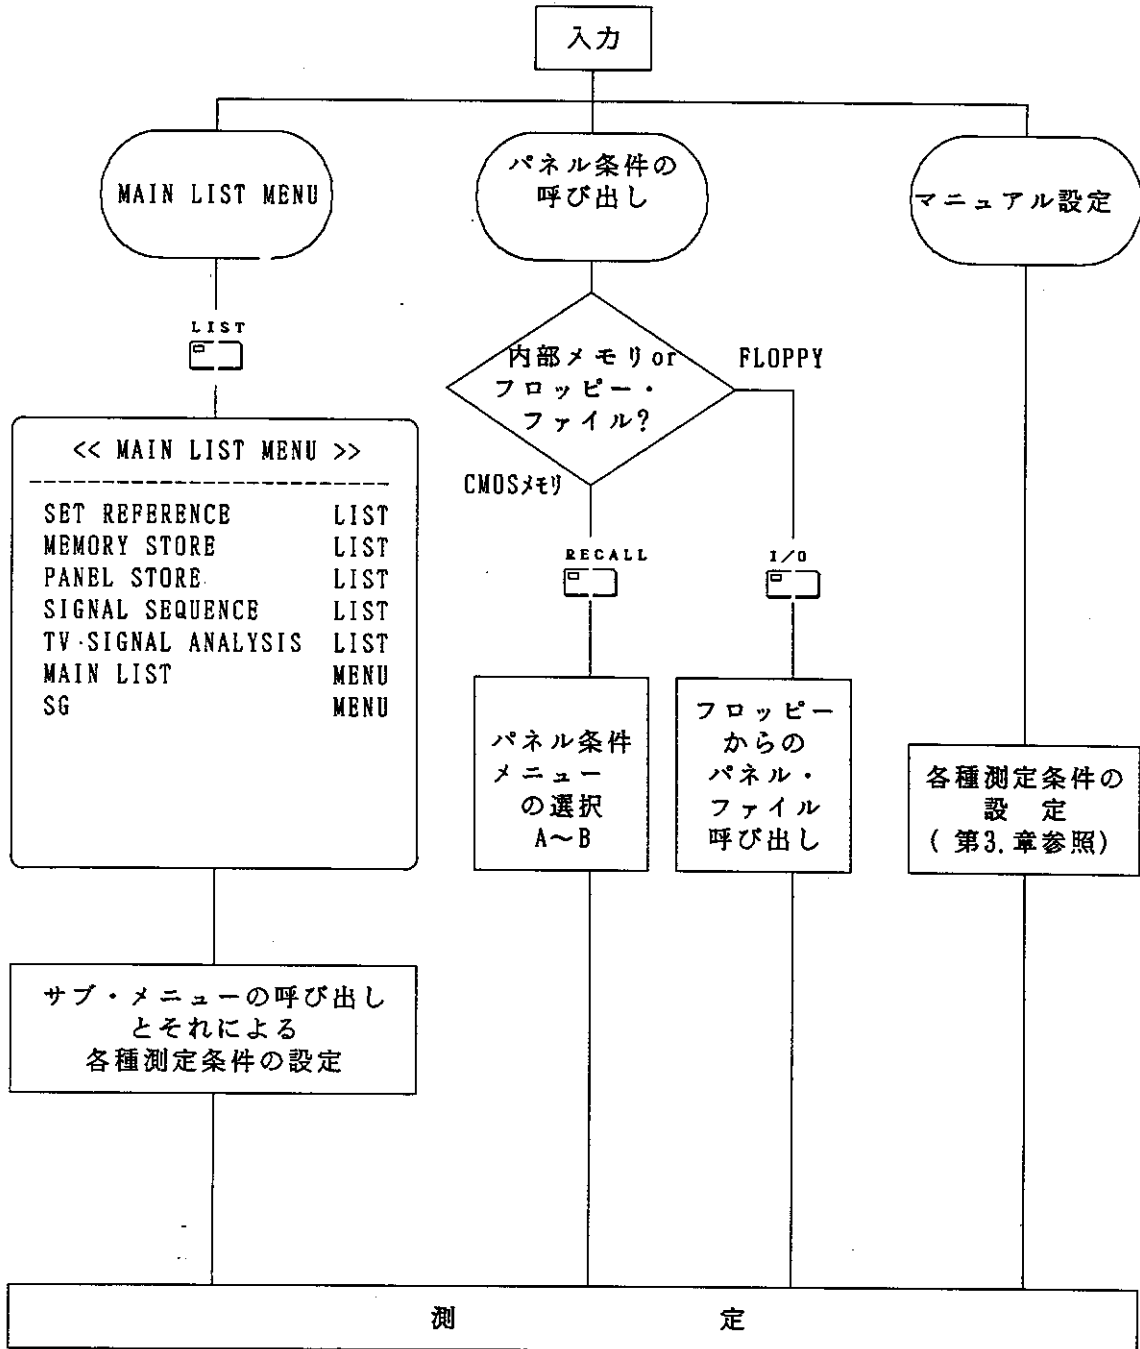 入力
MAIN LIST MENU
パネル条件の
呼び出し
マニュアル設定
LIST
内部メモリor
フロッピー・
ファイル?
FLOPPY
CMOSメモリ
<< MAIN LIST MENU >>
SET REFERENCE LIST
MEMORY STORE LIST
PANEL STORE LIST
SIGNAL SEQUENCE LIST
TV SIGNAL ANALYSIS LIST
MAIN LIST MENU
SG MENU
RECALL
I/O
パネル条件
メニュー
の選択
A～B
フロッピー
からの
パネル・
ファイル
呼び出し
各種測定条件の
設 定
( 第3.章参照)
サブ・メニューの呼び出し
とそれによる
各種測定条件の設定
測 定